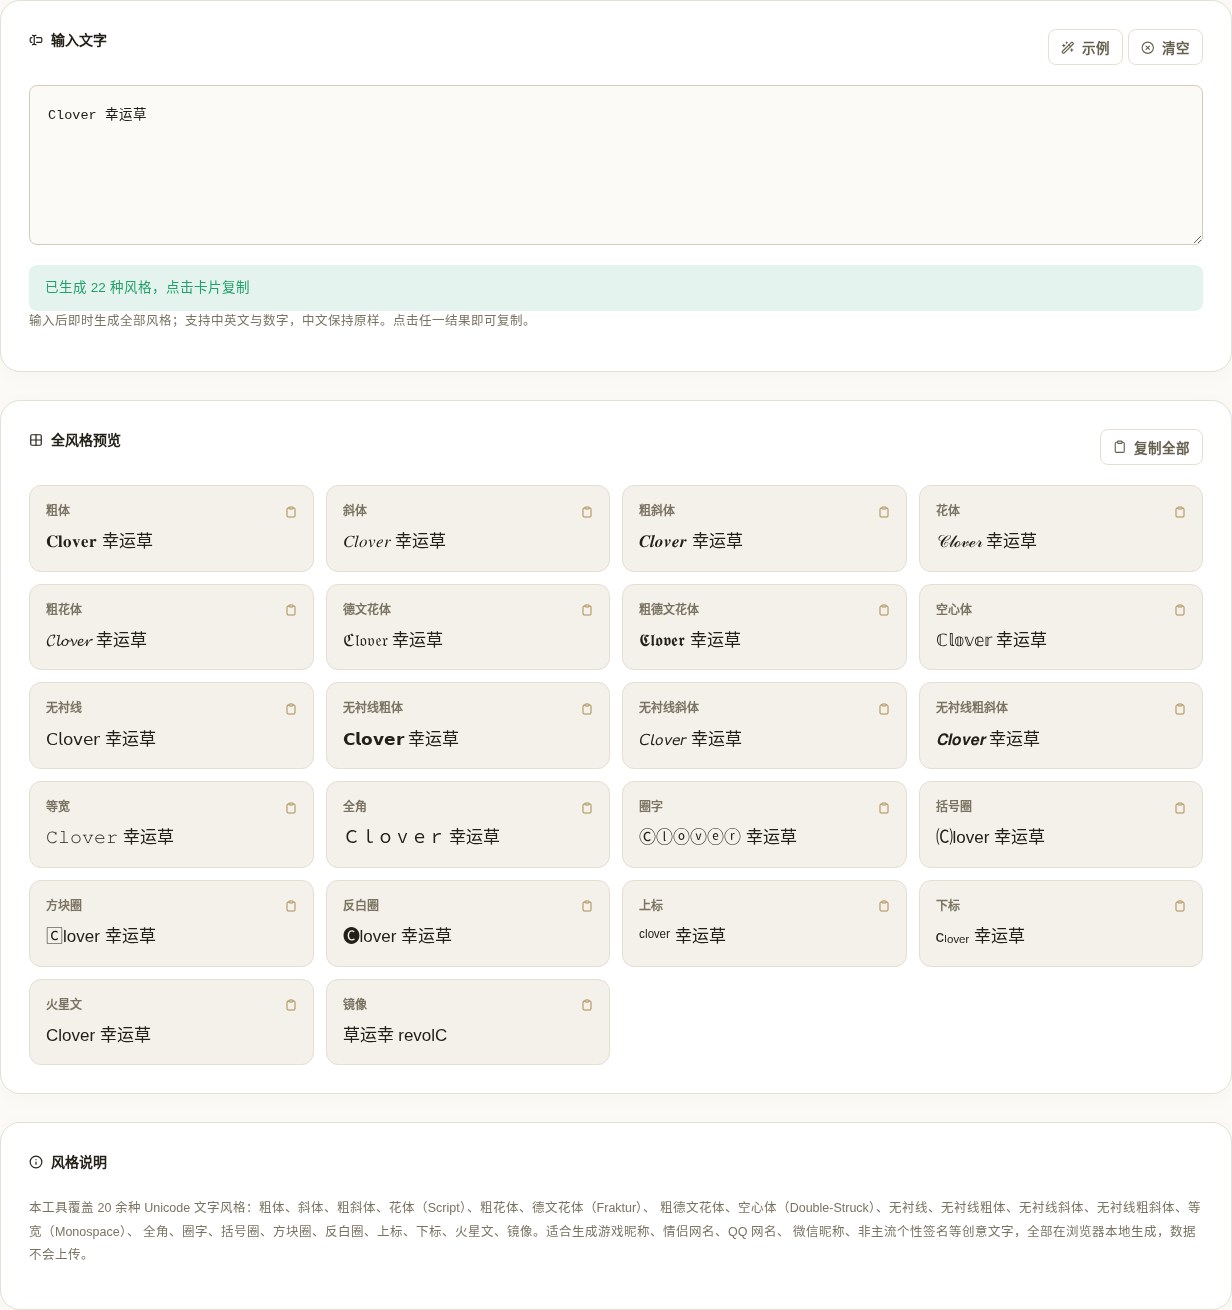 输入文字
示例
清空
Clover 幸运草
已生成 22 种风格，点击卡片复制
输入后即时生成全部风格；支持中英文与数字，中文保持原样。点击任一结果即可复制。
全风格预览
复制全部
粗体
𝐂𝐥𝐨𝐯𝐞𝐫 幸运草
斜体
𝐶𝑙𝑜𝑣𝑒𝑟 幸运草
粗斜体
𝑪𝒍𝒐𝒗𝒆𝒓 幸运草
花体
𝒞𝓁ℴ𝓋ℯ𝓇 幸运草
粗花体
𝓒𝓵𝓸𝓿𝓮𝓻 幸运草
德文花体
ℭ𝔩𝔬𝔳𝔢𝔯 幸运草
粗德文花体
𝕮𝖑𝖔𝖛𝖊𝖗 幸运草
空心体
ℂ𝕝𝕠𝕧𝕖𝕣 幸运草
无衬线
𝖢𝗅𝗈𝗏𝖾𝗋 幸运草
无衬线粗体
𝗖𝗹𝗼𝘃𝗲𝗿 幸运草
无衬线斜体
𝘊𝘭𝘰𝘷𝘦𝘳 幸运草
无衬线粗斜体
𝘾𝙡𝙤𝙫𝙚𝙧 幸运草
等宽
𝙲𝚕𝚘𝚟𝚎𝚛 幸运草
全角
Ｃｌｏｖｅｒ 幸运草
圈字
Ⓒⓛⓞⓥⓔⓡ 幸运草
括号圈
🄒lover 幸运草
方块圈
🄲lover 幸运草
反白圈
🅒lover 幸运草
上标
ᶜˡᵒᵛᵉʳ 幸运草
下标
cₗₒᵥₑᵣ 幸运草
火星文
Clover 幸运草
镜像
草运幸 revolC
风格说明
本工具覆盖 20 余种 Unicode 文字风格：粗体、斜体、粗斜体、花体（Script）、粗花体、德文花体（Fraktur）、 粗德文花体、空心体（Double-Struck）、无衬线、无衬线粗体、无衬线斜体、无衬线粗斜体、等
宽（Monospace）、 全角、圈字、括号圈、方块圈、反白圈、上标、下标、火星文、镜像。适合生成游戏昵称、情侣网名、QQ 网名、 微信昵称、非主流个性签名等创意文字，全部在浏览器本地生成，数据
不会上传。